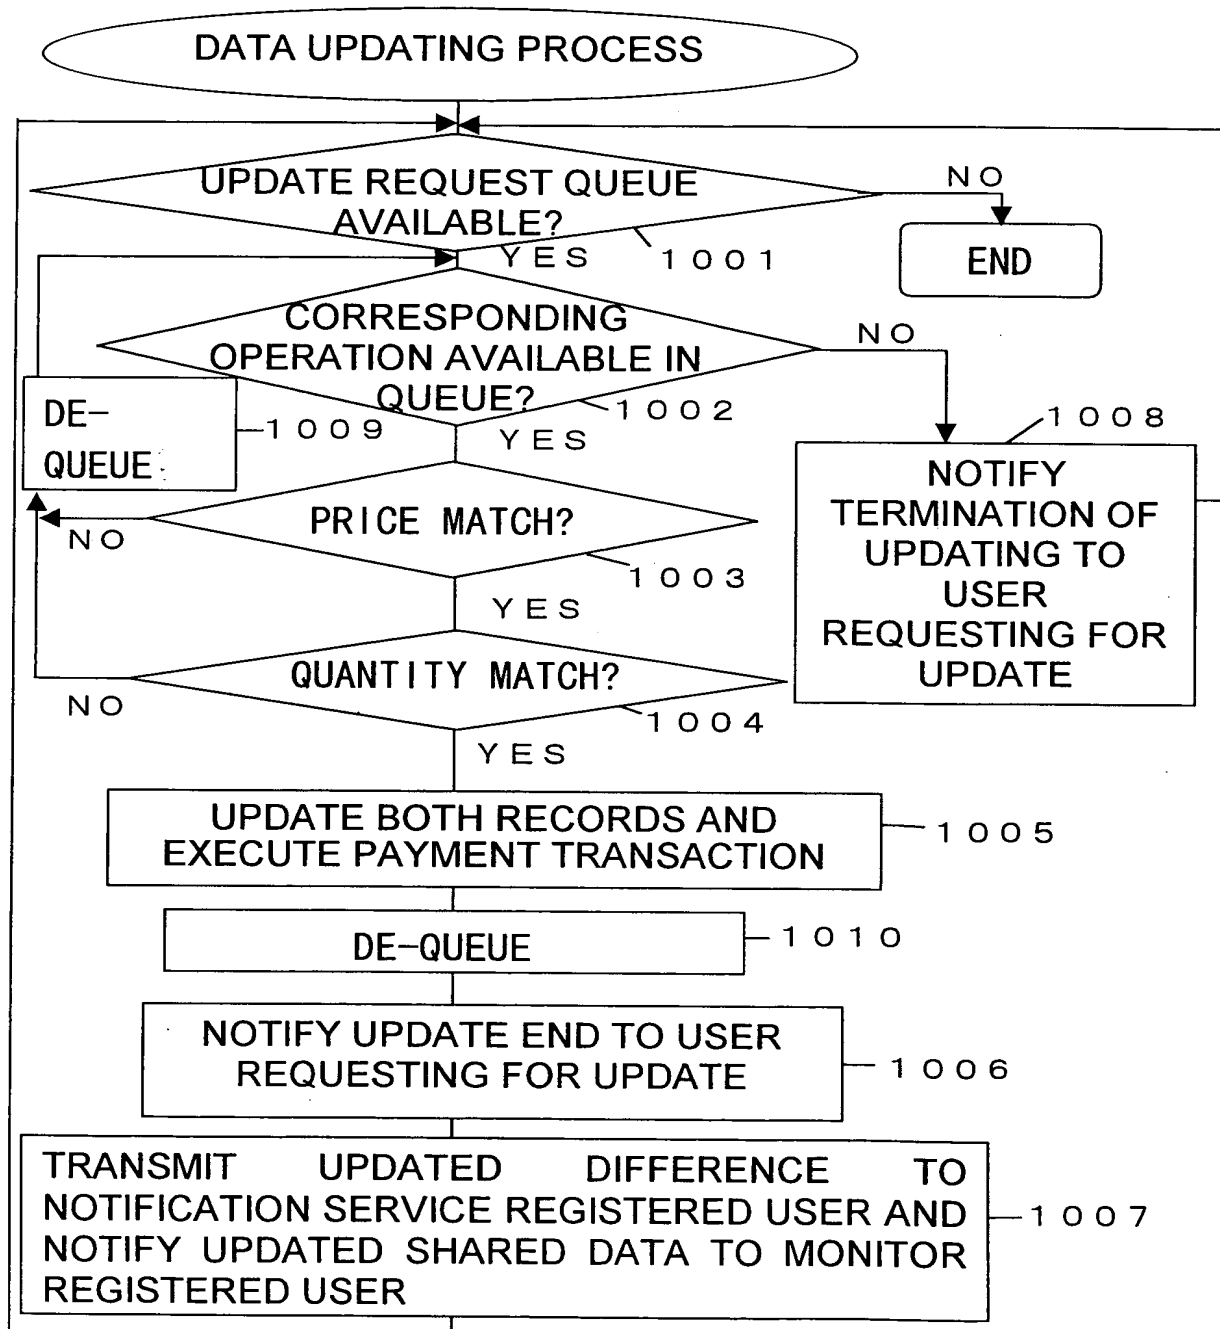 DATA UPDATING PROCESS
UPDATE REQUEST QUEUE
AVAILABLE?
NO
1001
YES
END
CORRESPONDING
OPERATION AVAILABLE IN
QUEUE?
NO
1002
YES
DE-
QUEUE
1009
1008
NOTIFY
TERMINATION OF
UPDATING TO
USER
REQUESTING FOR
UPDATE
PRICE MATCH?
NO
1003
YES
QUANTITY MATCH?
NO
1004
YES
UPDATE BOTH RECORDS AND
EXECUTE PAYMENT TRANSACTION
1005
DE-QUEUE
1010
NOTIFY UPDATE END TO USER
REQUESTING FOR UPDATE
1006
TRANSMIT UPDATED DIFFERENCE TO
NOTIFICATION SERVICE REGISTERED USER AND
NOTIFY UPDATED SHARED DATA TO MONITOR
REGISTERED USER
1007